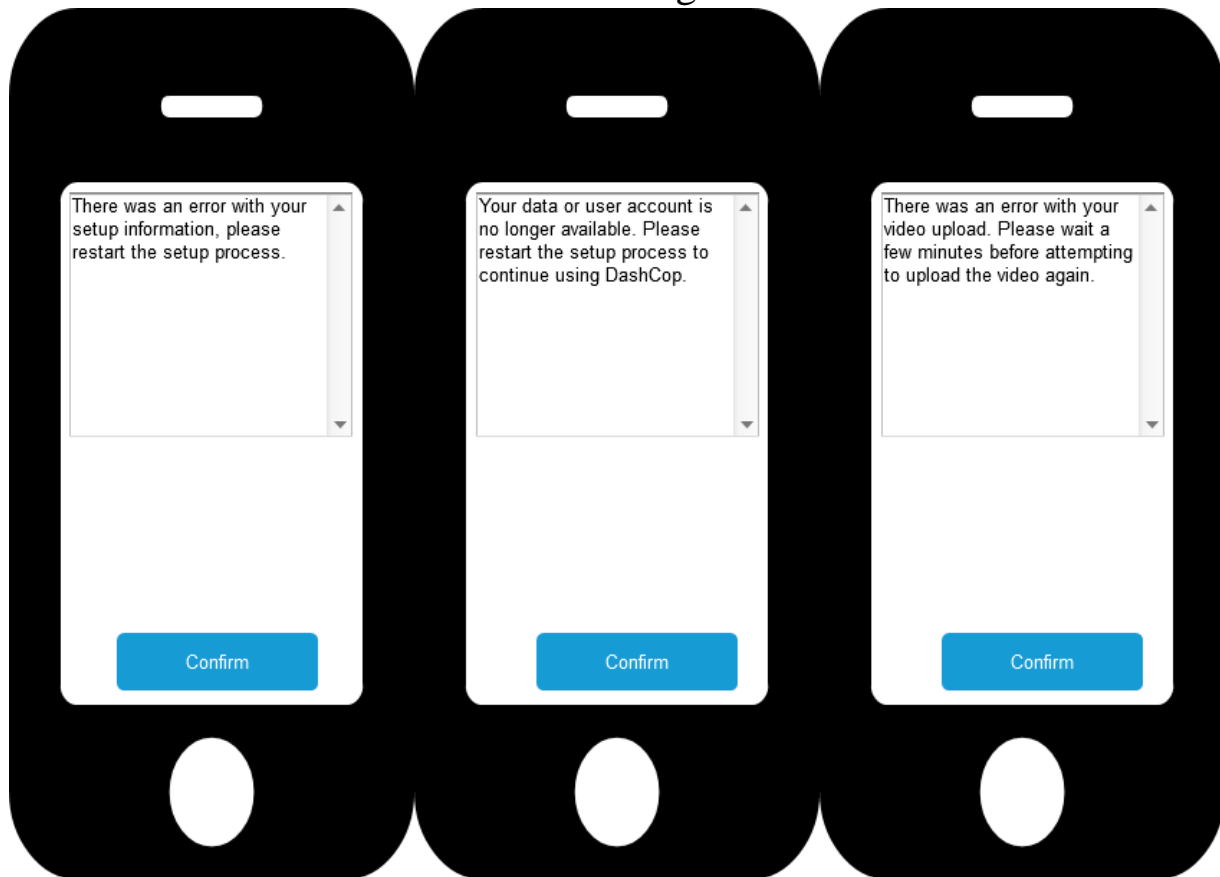 There was an error with your
setup information, please
restart the setup process.
Confirm
Your data or user account is
no longer available. Please
restart the setup process to
continue using DashCop.
Confirm
There was an error with your
video upload. Please wait a
few minutes before attempting
to upload the video again.
Confirm